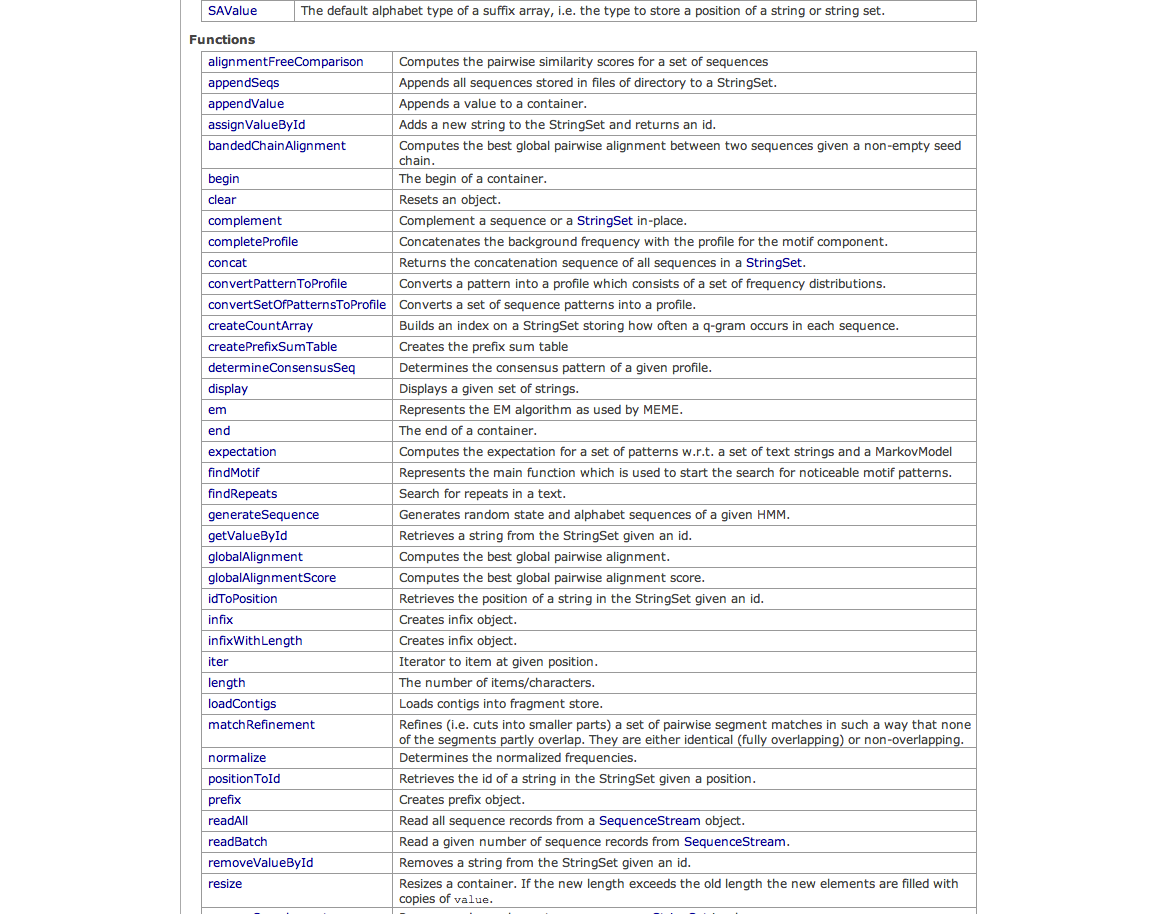 SAValue The default alphabet type of a suffix array, i.e. the type to store a position of a string or string set.
Functions
alignmentFreeComparison Computes the pairwise similarity scores for a set of sequences
appendSeqs Appends all sequences stored in files of directory to a StringSet.
appendValue Appends a value to a container.
assignValueById Adds a new string to the StringSet and returns an id.
bandedChainAlignment Computes the best global pairwise alignment between two sequences given a non-empty seed
chain.
begin The begin of a container.
clear Resets an object.
complement Complement a sequence or a StringSet in-place.
completeProfile Concatenates the background frequency with the profile for the motif component.
concat Returns the concatenation sequence of all sequences in a StringSet.
convertPatternToProfile Converts a pattern into a profile which consists of a set of frequency distributions.
convertSetOfPatternsToProfile Converts a set of sequence patterns into a profile.
createCountArray Builds an index on a StringSet storing how often a q-gram occurs in each sequence.
createPrefixSumTable Creates the prefix sum table
determineConsensusSeq Determines the consensus pattern of a given profile.
display Displays a given set of strings.
em Represents the EM algorithm as used by MEME.
end The end of a container.
expectation Computes the expectation for a set of patterns w.r.t. a set of text strings and a MarkovModel
findMotif Represents the main function which is used to start the search for noticeable motif patterns.
findRepeats Search for repeats in a text.
generateSequence Generates random state and alphabet sequences of a given HMM.
getValueById Retrieves a string from the StringSet given an id.
globalAlignment Computes the best global pairwise alignment.
globalAlignmentScore Computes the best global pairwise alignment score.
idToPosition Retrieves the position of a string in the StringSet given an id.
infix Creates infix object.
infixWithLength Creates infix object.
iter Iterator to item at given position.
length The number of items/characters.
loadContigs Loads contigs into fragment store.
matchRefinement Refines (i.e. cuts into smaller parts) a set of pairwise segment matches in such a way that none
of the segments partly overlap. They are either identical (fully overlapping) or non-overlapping.
normalize Determines the normalized frequencies.
positionToId Retrieves the id of a string in the StringSet given a position.
prefix Creates prefix object.
readAll Read all sequence records from a SequenceStream object.
readBatch Read a given number of sequence records from SequenceStream.
removeValueById Removes a string from the StringSet given an id.
resize Resizes a container. If the new length exceeds the old length the new elements are filled with
copies of value.